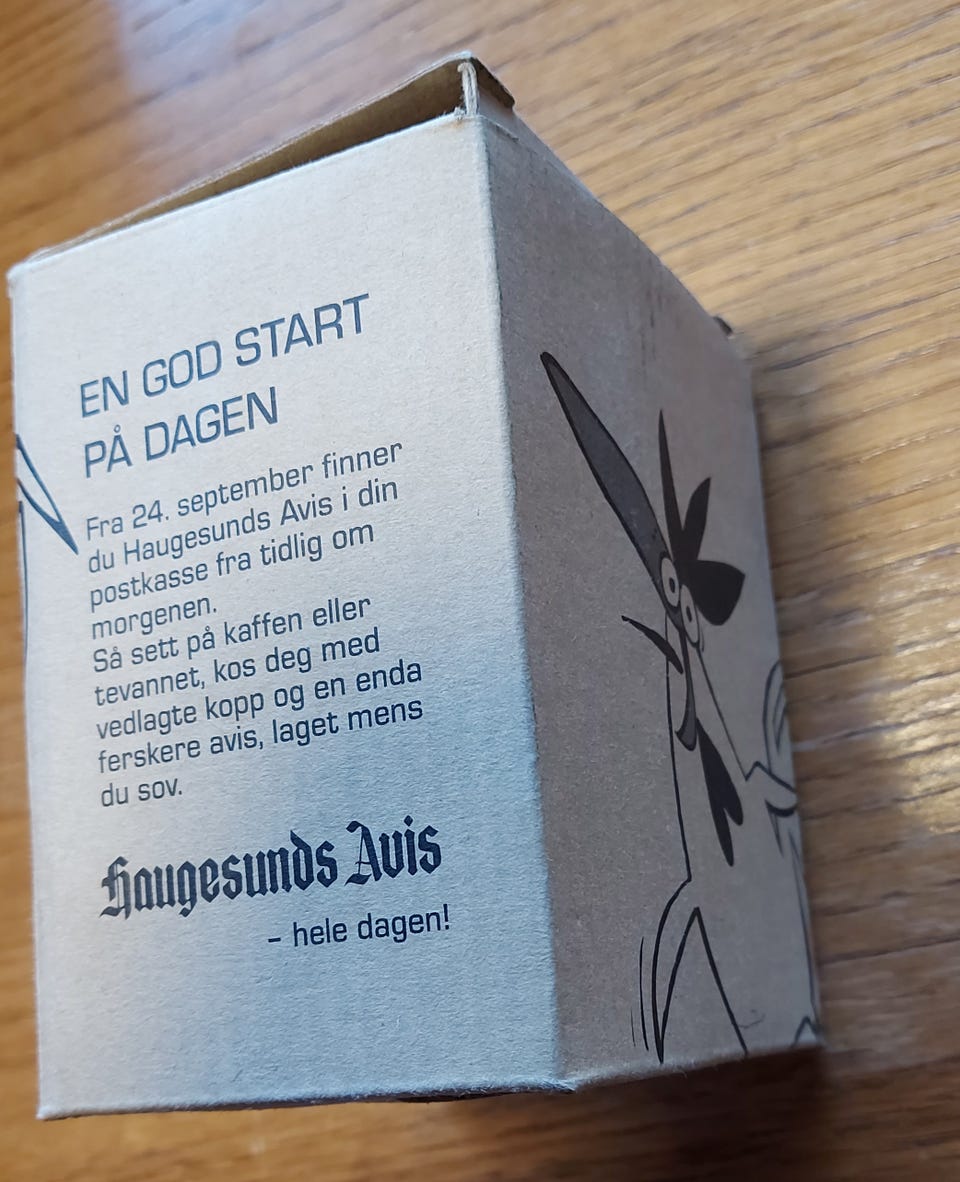 EN GOD START
PÅ DAGEN
Fra 24. september finner
du Haugesunds Avis i din
postkasse fra tidlig om
morgenen.
Så sett på kaffen eller
tevannet, kos deg med
vedlagte kopp og en enda
ferskere avis, laget mens
du sov.
Haugesunds Avis
– hele dagen!